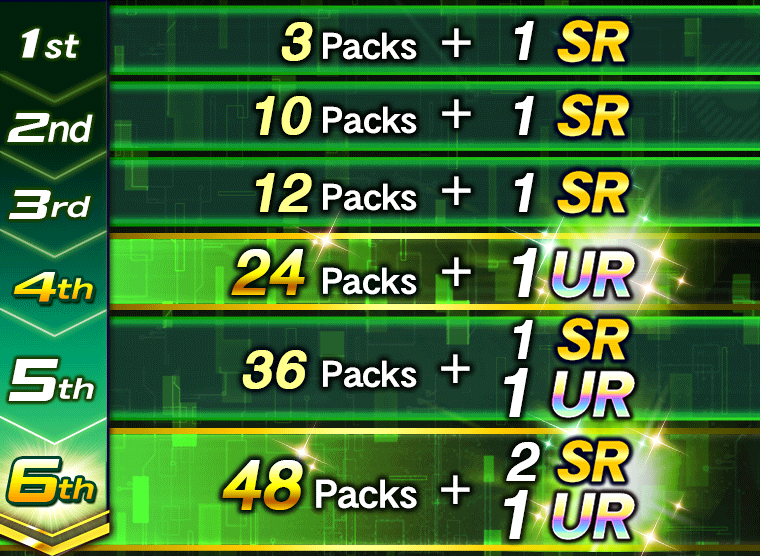 1st 3 Packs + 1 SR
2nd 10 Packs + 1 SR
3rd 12 Packs + 1 SR
4th 24 Packs + 1 UR
5th 36 Packs + 1 SR
1 UR
6th 48 Packs + 2 SR
1 UR